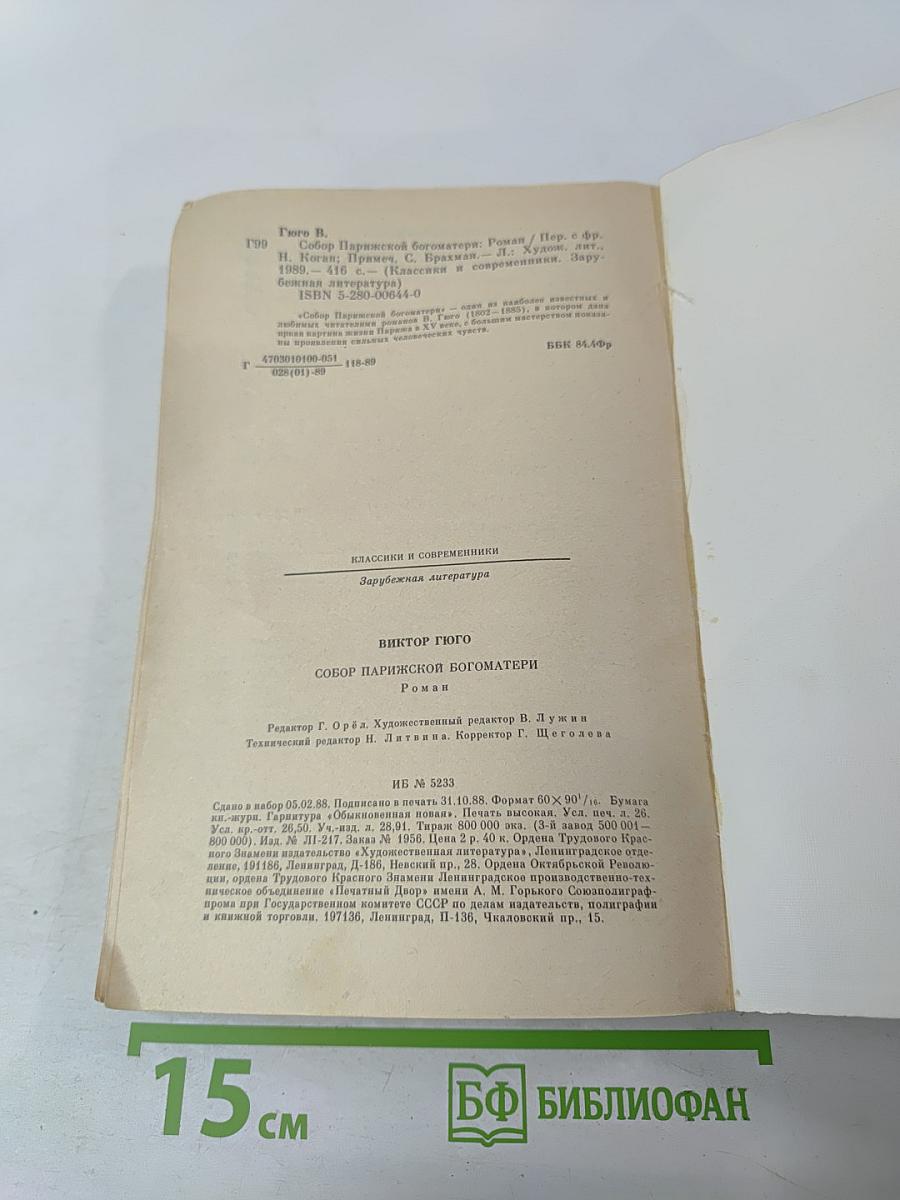 Гюго В.
Г99 Собор Парижской богоматери: Роман / Пер. с фр.
Н. Коган; Примеч. С. Брахман.— Л.: Худож. лит.,
1989.— 416 с.— (Классики и современники. Зару-
бежная литература)
ISBN 5-280-00644-0
«Собор Парижской богоматери» — один из наиболее известных и
любимых читателями романов В. Гюго (1802—1885), в котором дана
яркая картина жизни Парижа в XV веке, с большим мастерством показа-
ны проявления сильных человеческих чувств.
Г 4703010100-051 118-89
028(01)-89
ББК 84.4Фр
КЛАССИКИ И СОВРЕМЕННИКИ
Зарубежная литература
ВИКТОР ГЮГО
СОБОР ПАРИЖСКОЙ БОГОМАТЕРИ
Роман
Редактор Г. Орёл. Художественный редактор В. Лужин
Технический редактор Н. Литвина. Корректор Г. Щеголева
ИБ № 5233
Сдано в набор 05.02.88. Подписано в печать 31.10.88. Формат 60×90¹/₁₆. Бумага
кн.-журн. Гарнитура «Обыкновенная новая». Печать высокая. Усл. печ. л. 26.
Усл. кр.-отт. 26,50. Уч.-изд. л. 28,91. Тираж 800 000 экз. (3-й завод 500 001—
800 000). Изд. № Л1-217. Заказ № 1956. Цена 2 р. 40 к. Ордена Трудового Крас-
ного Знамени издательство «Художественная литература», Ленинградское отде-
ление, 191186, Ленинград, Д-186, Невский пр., 28. Ордена Октябрьской Револю-
ции, ордена Трудового Красного Знамени Ленинградское производственно-тех-
ническое объединение «Печатный Двор» имени А. М. Горького Союзполиграф-
прома при Государственном комитете СССР по делам издательств, полиграфии
и книжной торговли. 197136, Ленинград, П-136, Чкаловский пр., 15.
15 см
БФ БИБЛИОФАН